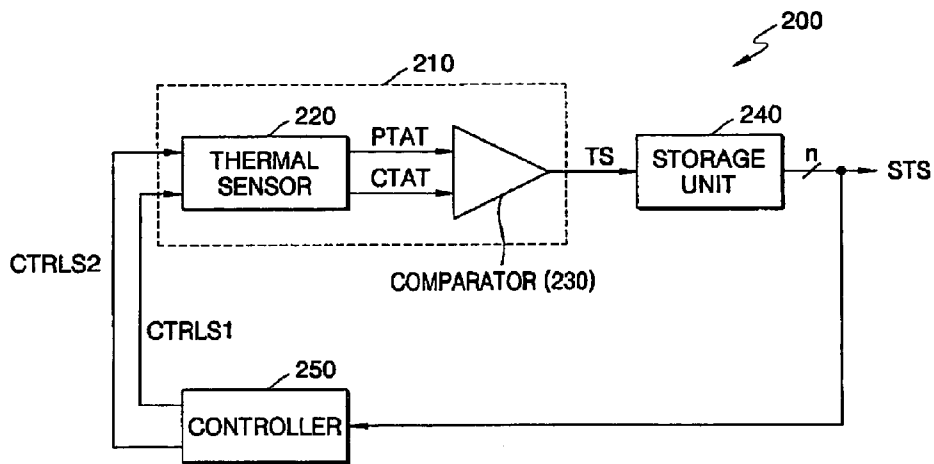 200
210
220
240
THERMAL
SENSOR
PTAT
CTAT
TS
STORAGE
UNIT
n
STS
COMPARATOR (230)
CTRLS2
CTRLS1
250
CONTROLLER